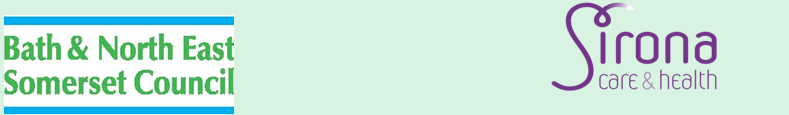 Bath & North East
Somerset Council
Sirona
care & health